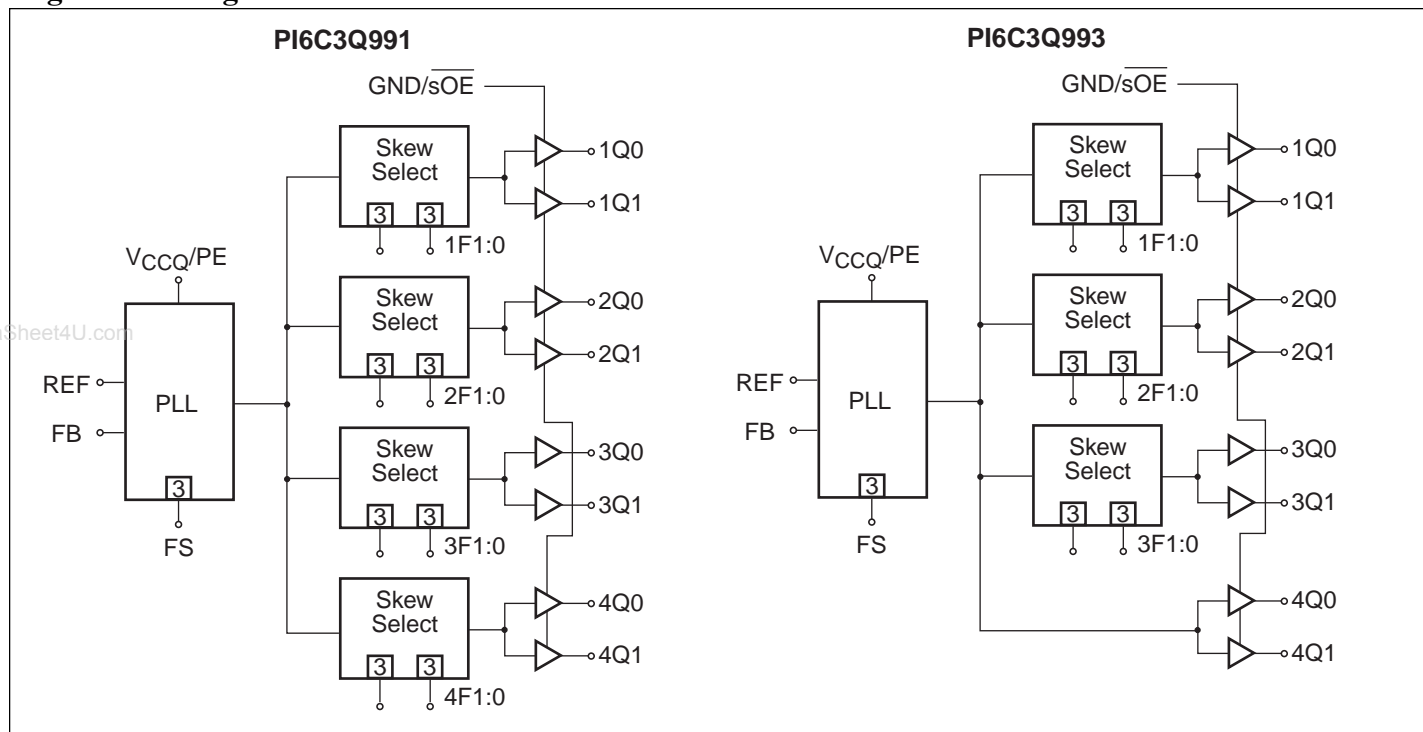 PI6C3Q991
GND/sOE
Skew
Select
3 3
1F1:0
1Q0
1Q1
VCCQ/PE
Skew
Select
3 3
2F1:0
2Q0
2Q1
REF
FB
PLL
3
FS
Skew
Select
3 3
3F1:0
3Q0
3Q1
Skew
Select
3 3
4F1:0
4Q0
4Q1
PI6C3Q993
GND/sOE
Skew
Select
3 3
1F1:0
1Q0
1Q1
VCCQ/PE
Skew
Select
3 3
2F1:0
2Q0
2Q1
REF
FB
PLL
3
FS
Skew
Select
3 3
3F1:0
3Q0
3Q1
4Q0
4Q1
Sheet4U.com